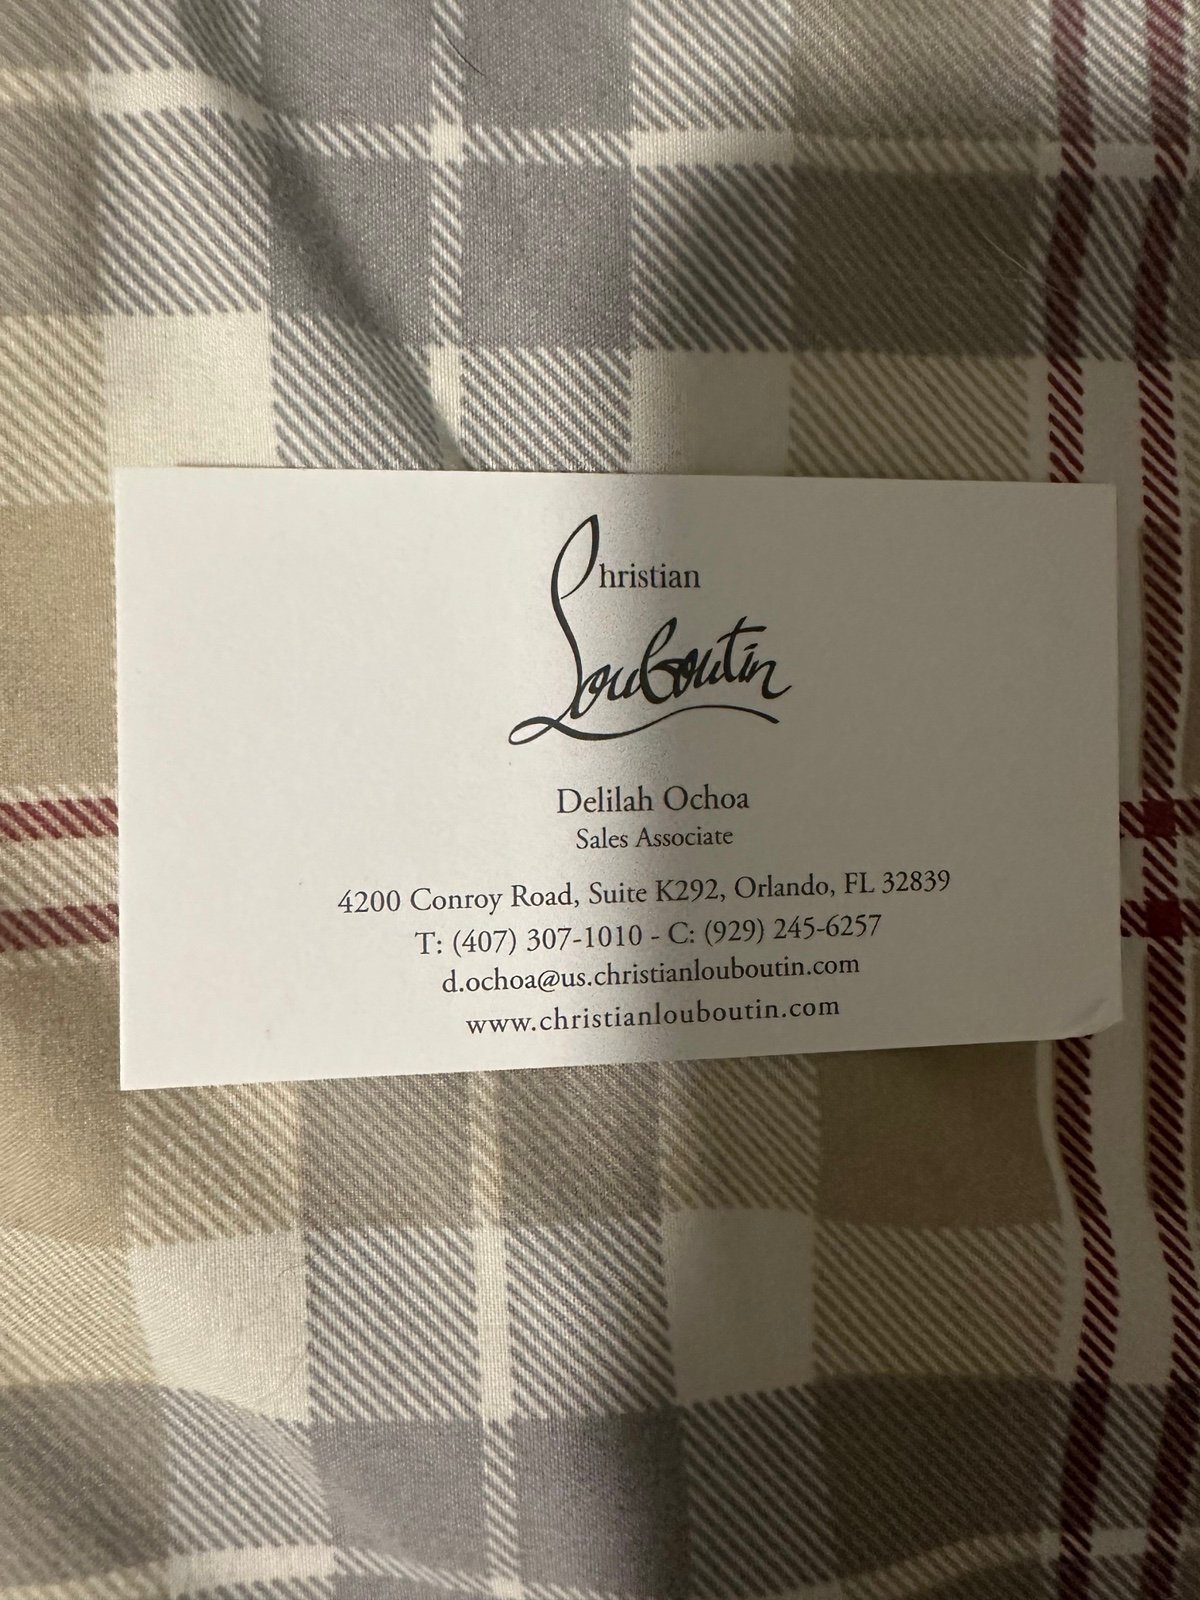 Christian
Louboutin
Delilah Ochoa
Sales Associate
4200 Conroy Road, Suite K292, Orlando, FL 32839
T: (407) 307-1010 - C: (929) 245-6257
d.ochoa@us.christianlouboutin.com
www.christianlouboutin.com